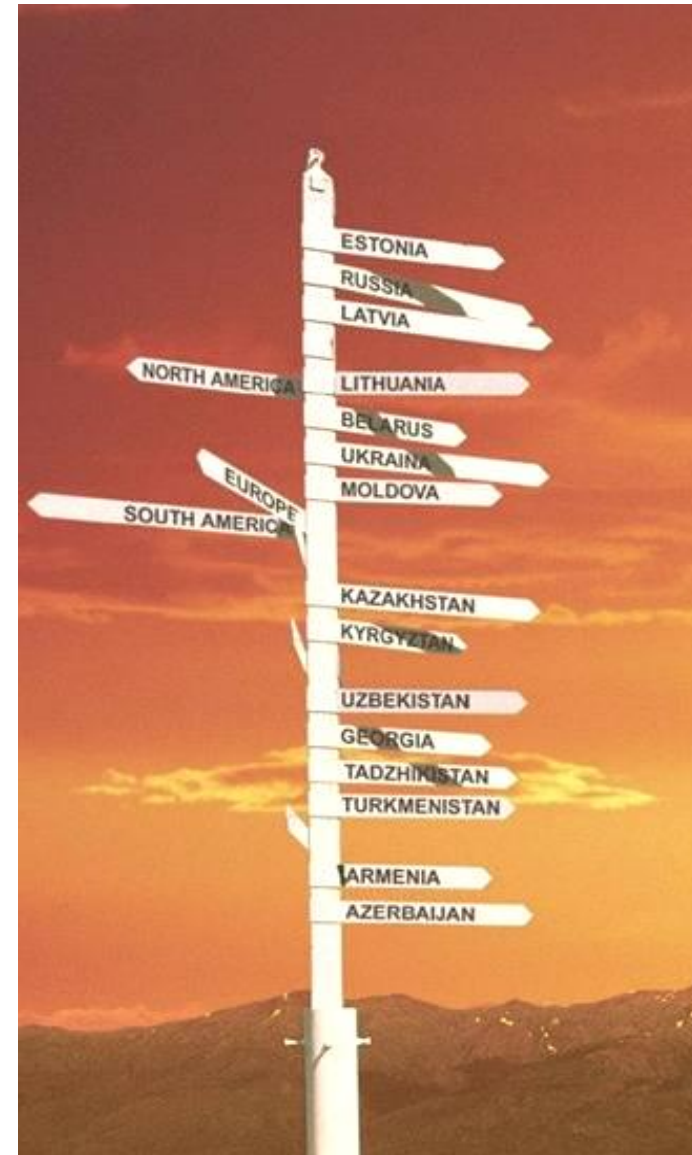 ESTONIA
RUSSIA
LATVIA
NORTH AMERICA
LITHUANIA
BELARUS
UKRAINA
EUROPE
MOLDOVA
SOUTH AMERICA
KAZAKHSTAN
KYRGYZTAN
UZBEKISTAN
GEORGIA
TADZHIKISTAN
TURKMENISTAN
ARMENIA
AZERBAIJAN